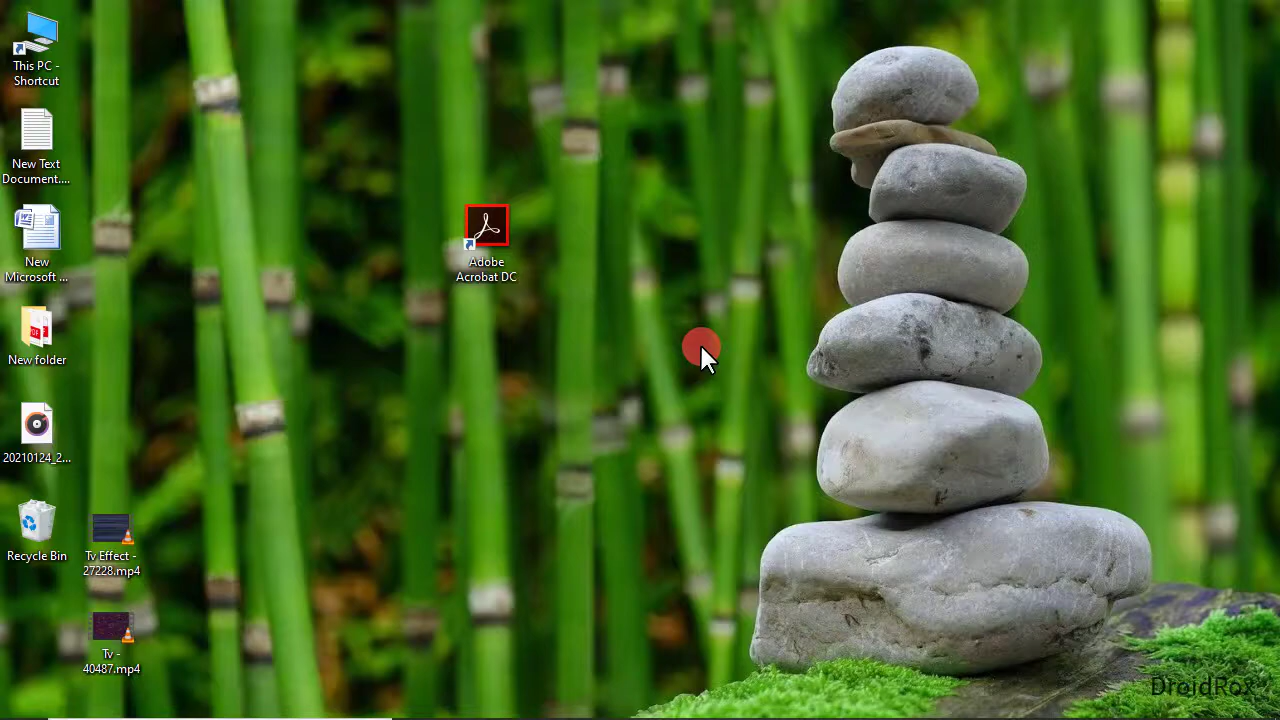 This PC -
Shortcut
New Text
Document....
New
Microsoft ...
New folder
20210124_2...
Recycle Bin
Tv Effect -
27228.mp4
Tv -
40487.mp4
Adobe
Acrobat DC
PDF
DroidRox